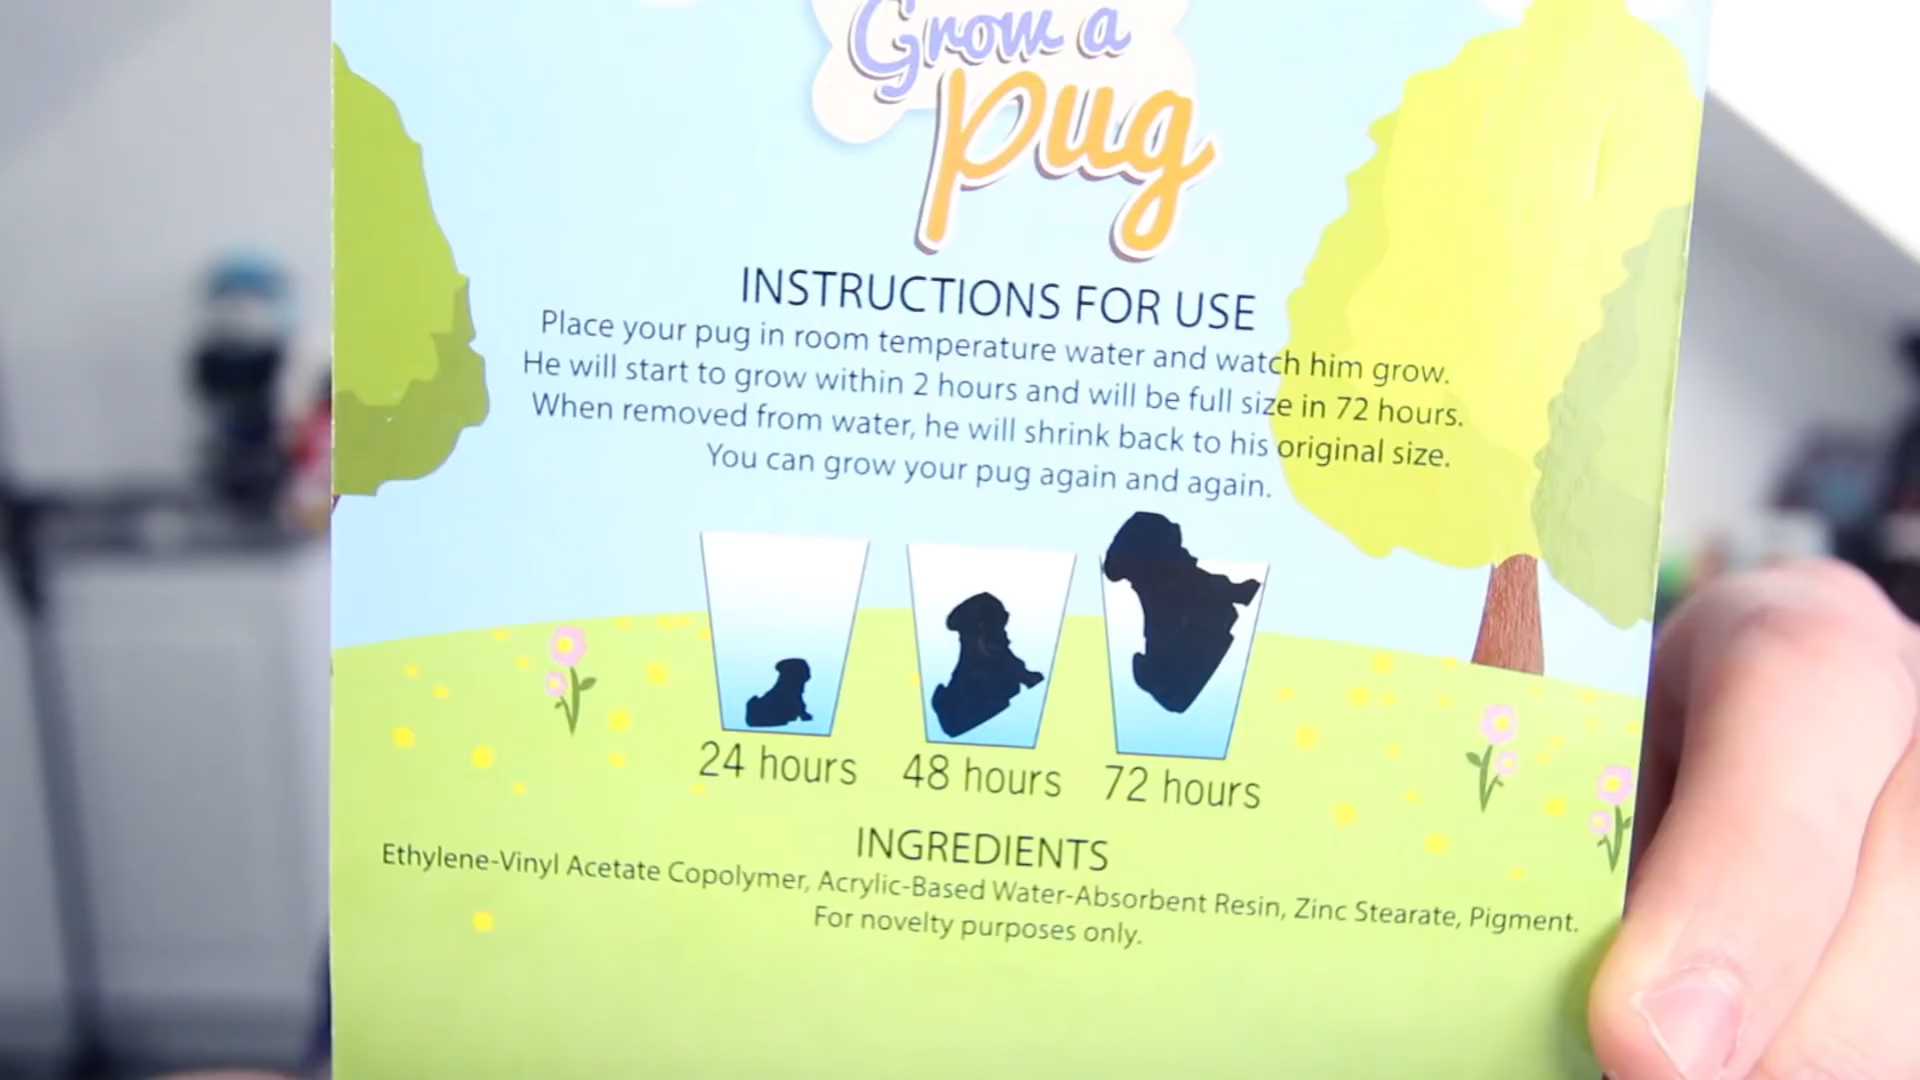 Grow a
pug
INSTRUCTIONS FOR USE
Place your pug in room temperature water and watch him grow.
He will start to grow within 2 hours and will be full size in 72 hours.
When removed from water, he will shrink back to his original size.
You can grow your pug again and again.
24 hours 48 hours 72 hours
INGREDIENTS
Ethylene-Vinyl Acetate Copolymer, Acrylic-Based Water-Absorbent Resin, Zinc Stearate, Pigment.
For novelty purposes only.